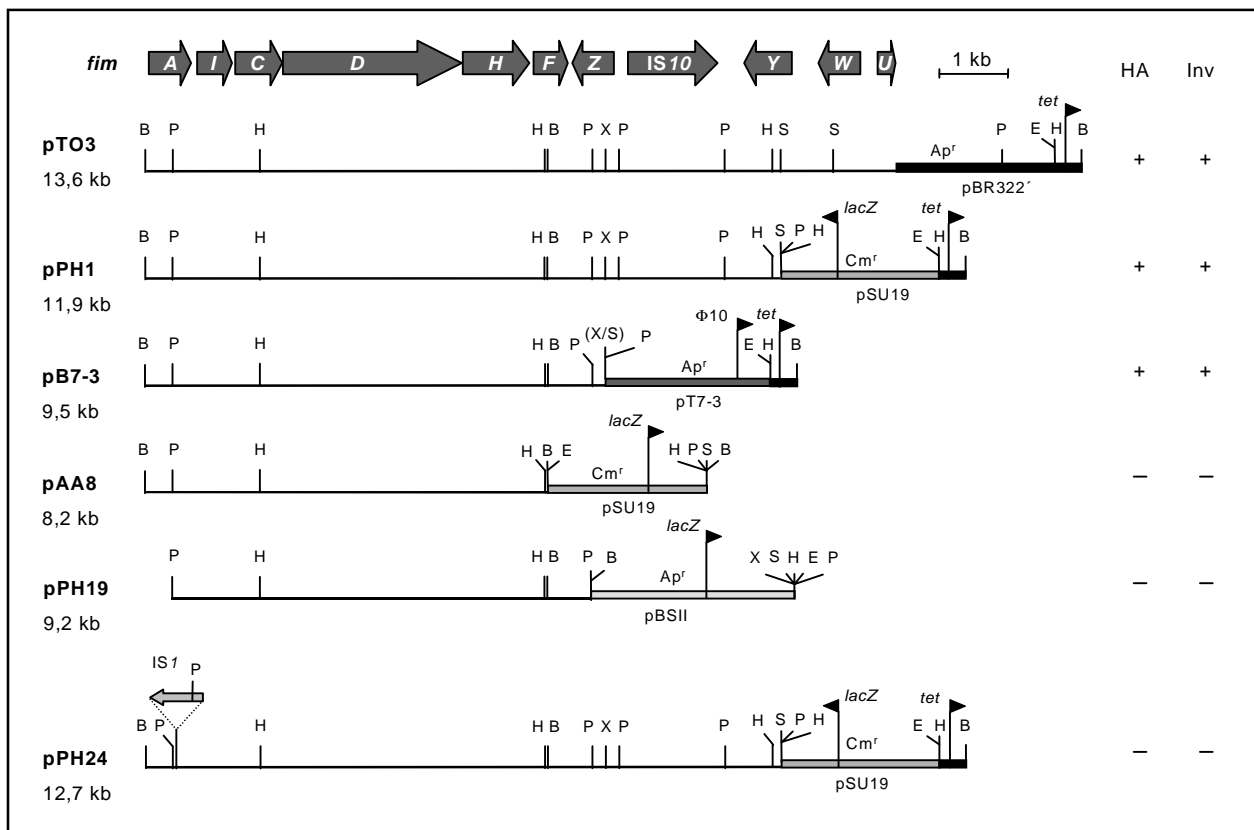 fim A I C D H F Z IS10 Y W U 1 kb HA Inv
tet
B P H H B P X P P H S S P E H B
pTO3 Apʳ + +
13,6 kb pBR322´
lacZ tet
B P H H B P X P P H S P H E H B
pPH1 Cmʳ + +
11,9 kb pSU19
Φ10 tet
B P H H B P (X/S) P E H B
pB7-3 Apʳ + +
9,5 kb pT7-3
lacZ
B P H H B E H P S B
pAA8 Cmʳ – –
8,2 kb pSU19
lacZ
P H H B P B X S H E P
pPH19 Apʳ – –
9,2 kb pBSII
IS1 P
lacZ tet
B P H H B P X P P H S P H E H B
pPH24 Cmʳ – –
12,7 kb pSU19